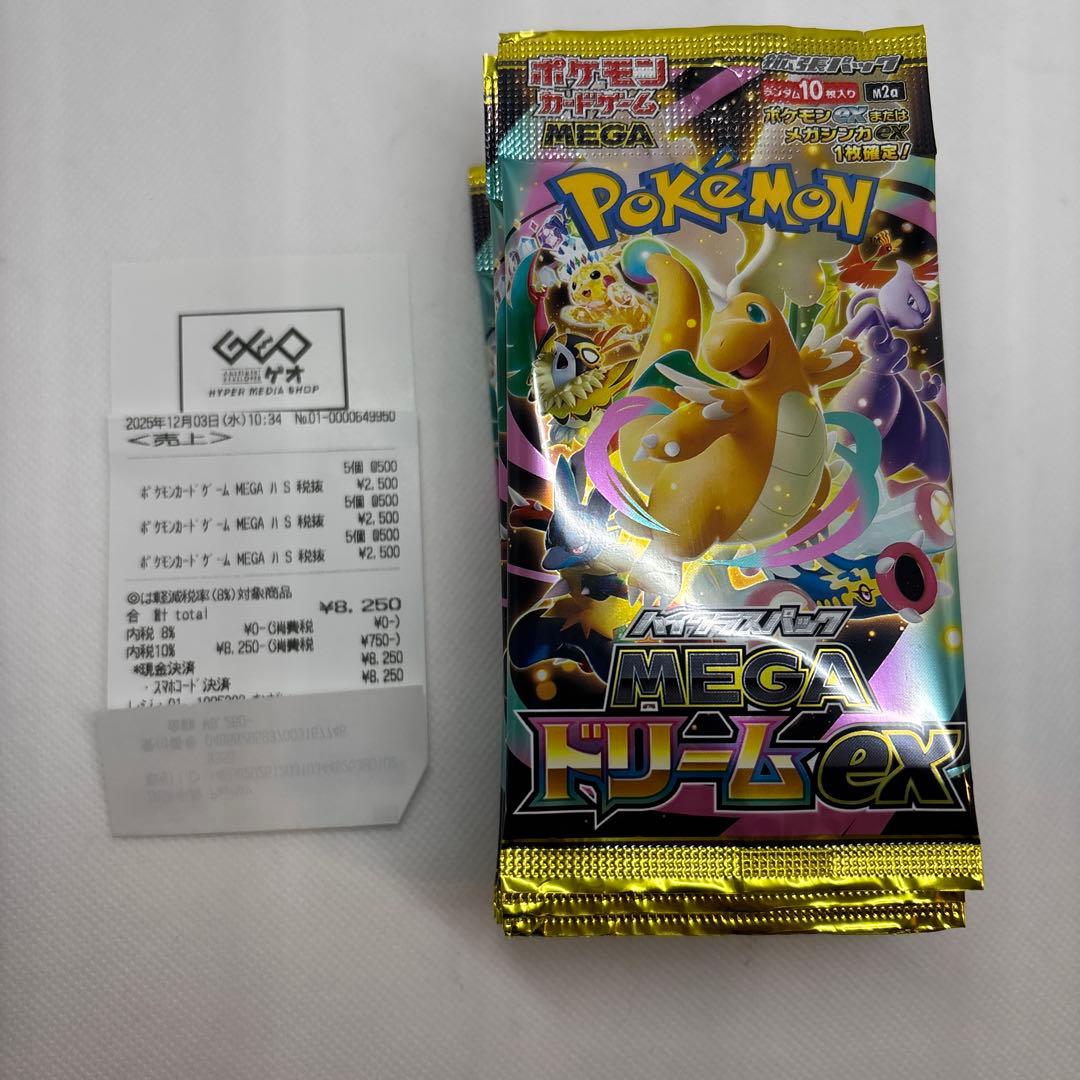 GEO
ゲオ
HYPER MEDIA SHOP
2025年12月03日(水)10:34 No.01-0000649950
<売上>
5個 @500
ポケモンカードゲーム MEGA ハ S 税抜 ¥2,500
5個 @500
ポケモンカードゲーム MEGA ハ S 税抜 ¥2,500
5個 @500
ポケモンカードゲーム MEGA ハ S 税抜 ¥2,500
◎は軽減税率(8%)対象商品
合 計 total ¥8,250
内税 8% ¥0-(消費税 ¥0-)
内税10% ¥8,250-(消費税 ¥750-)
*現金決済 ¥8,250
・スマホコード決済 ¥8,250
ポケモン
カードゲーム
MEGA
拡張パック
ランダム10枚入り M2a
ポケモンexまたは
メガシンカex
1枚確定!
POKéMON
ハイクラスパック
MEGA
ドリームex